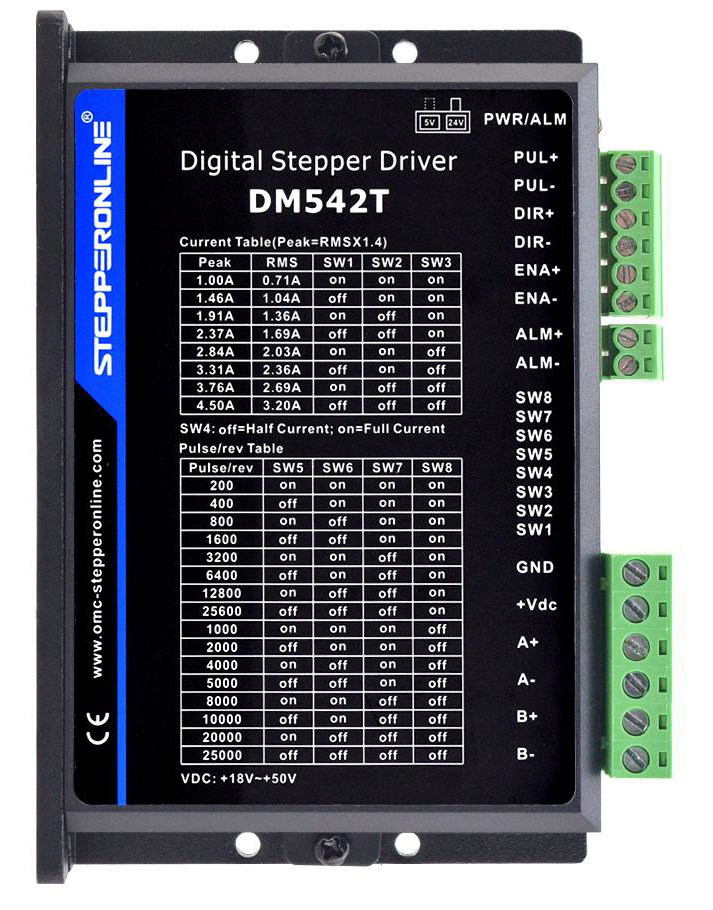 STEPPERONLINE®
www.omc-stepperonline.com
CE
5V 24V PWR/ALM
Digital Stepper Driver
DM542T
Current Table(Peak=RMSX1.4)
Peak RMS SW1 SW2 SW3
1.00A 0.71A on on on
1.46A 1.04A off on on
1.91A 1.36A on off on
2.37A 1.69A off off on
2.84A 2.03A on on off
3.31A 2.36A off on off
3.76A 2.69A on off off
4.50A 3.20A off off off
SW4: off=Half Current; on=Full Current
Pulse/rev Table
Pulse/rev SW5 SW6 SW7 SW8
200 on on on on
400 off on on on
800 on off on on
1600 off off on on
3200 on on off on
6400 off on off on
12800 on off off on
25600 off off off on
1000 on on on off
2000 off on on off
4000 on off on off
5000 off off on off
8000 on on off off
10000 off on off off
20000 on off off off
25000 off off off off
VDC: +18V~+50V
PUL+
PUL-
DIR+
DIR-
ENA+
ENA-
ALM+
ALM-
SW8
SW7
SW6
SW5
SW4
SW3
SW2
SW1
GND
+Vdc
A+
A-
B+
B-